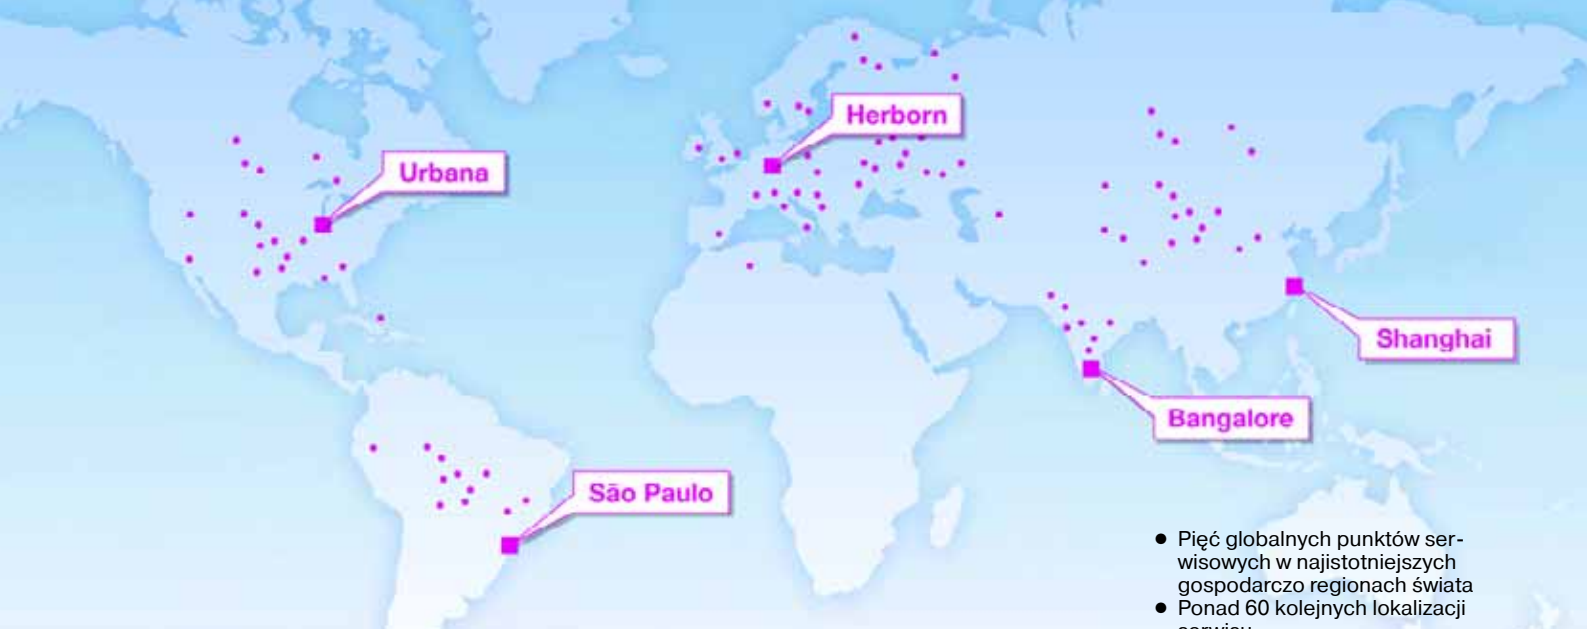 Herborn
Urbana
Shanghai
Bangalore
São Paulo
● Pięć globalnych punktów ser-
wisowych w najistotniejszych
gospodarczo regionach świata
● Ponad 60 kolejnych lokalizacji